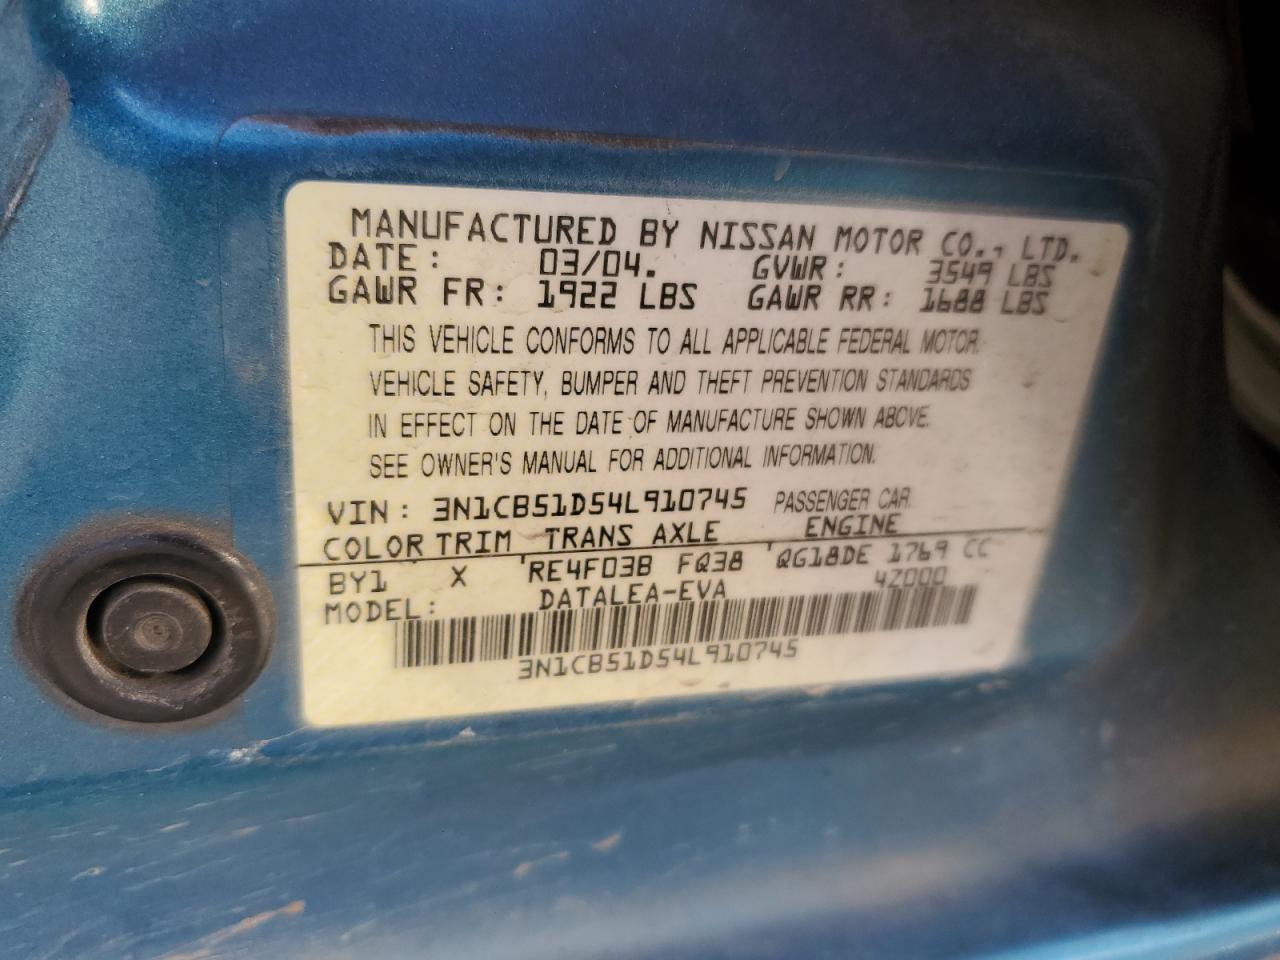 MANUFACTURED BY NISSAN MOTOR CO., LTD.
DATE: 03/04. GVWR: 3549 LBS
GAWR FR: 1922 LBS GAWR RR: 1688 LBS
THIS VEHICLE CONFORMS TO ALL APPLICABLE FEDERAL MOTOR
VEHICLE SAFETY, BUMPER AND THEFT PREVENTION STANDARDS
IN EFFECT ON THE DATE OF MANUFACTURE SHOWN ABOVE.
SEE OWNER'S MANUAL FOR ADDITIONAL INFORMATION.
VIN: 3N1CB51D54L910745 PASSENGER CAR
COLOR TRIM TRANS AXLE ENGINE
BY1 X RE4F03B FQ38 QG18DE 1769 CC
MODEL: DATALEA-EVA 4Z000
3N1CB51D54L910745